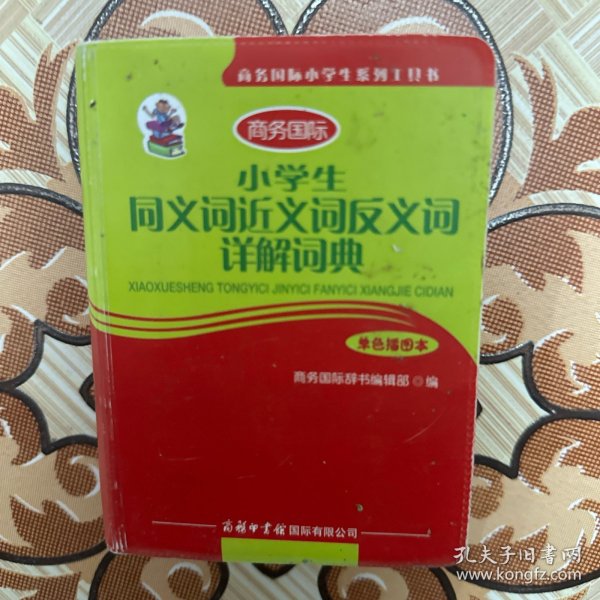 商务国际小学生系列工具书
商务国际
小学生
同义词近义词反义词
详解词典
XIAOXUESHENG TONGYICI JINYICI FANYICI XIANGJIE CIDIAN
单色插图本
商务国际辞书编辑部 编
商务印书馆国际有限公司
孔夫子旧书网
www.kongfz.com